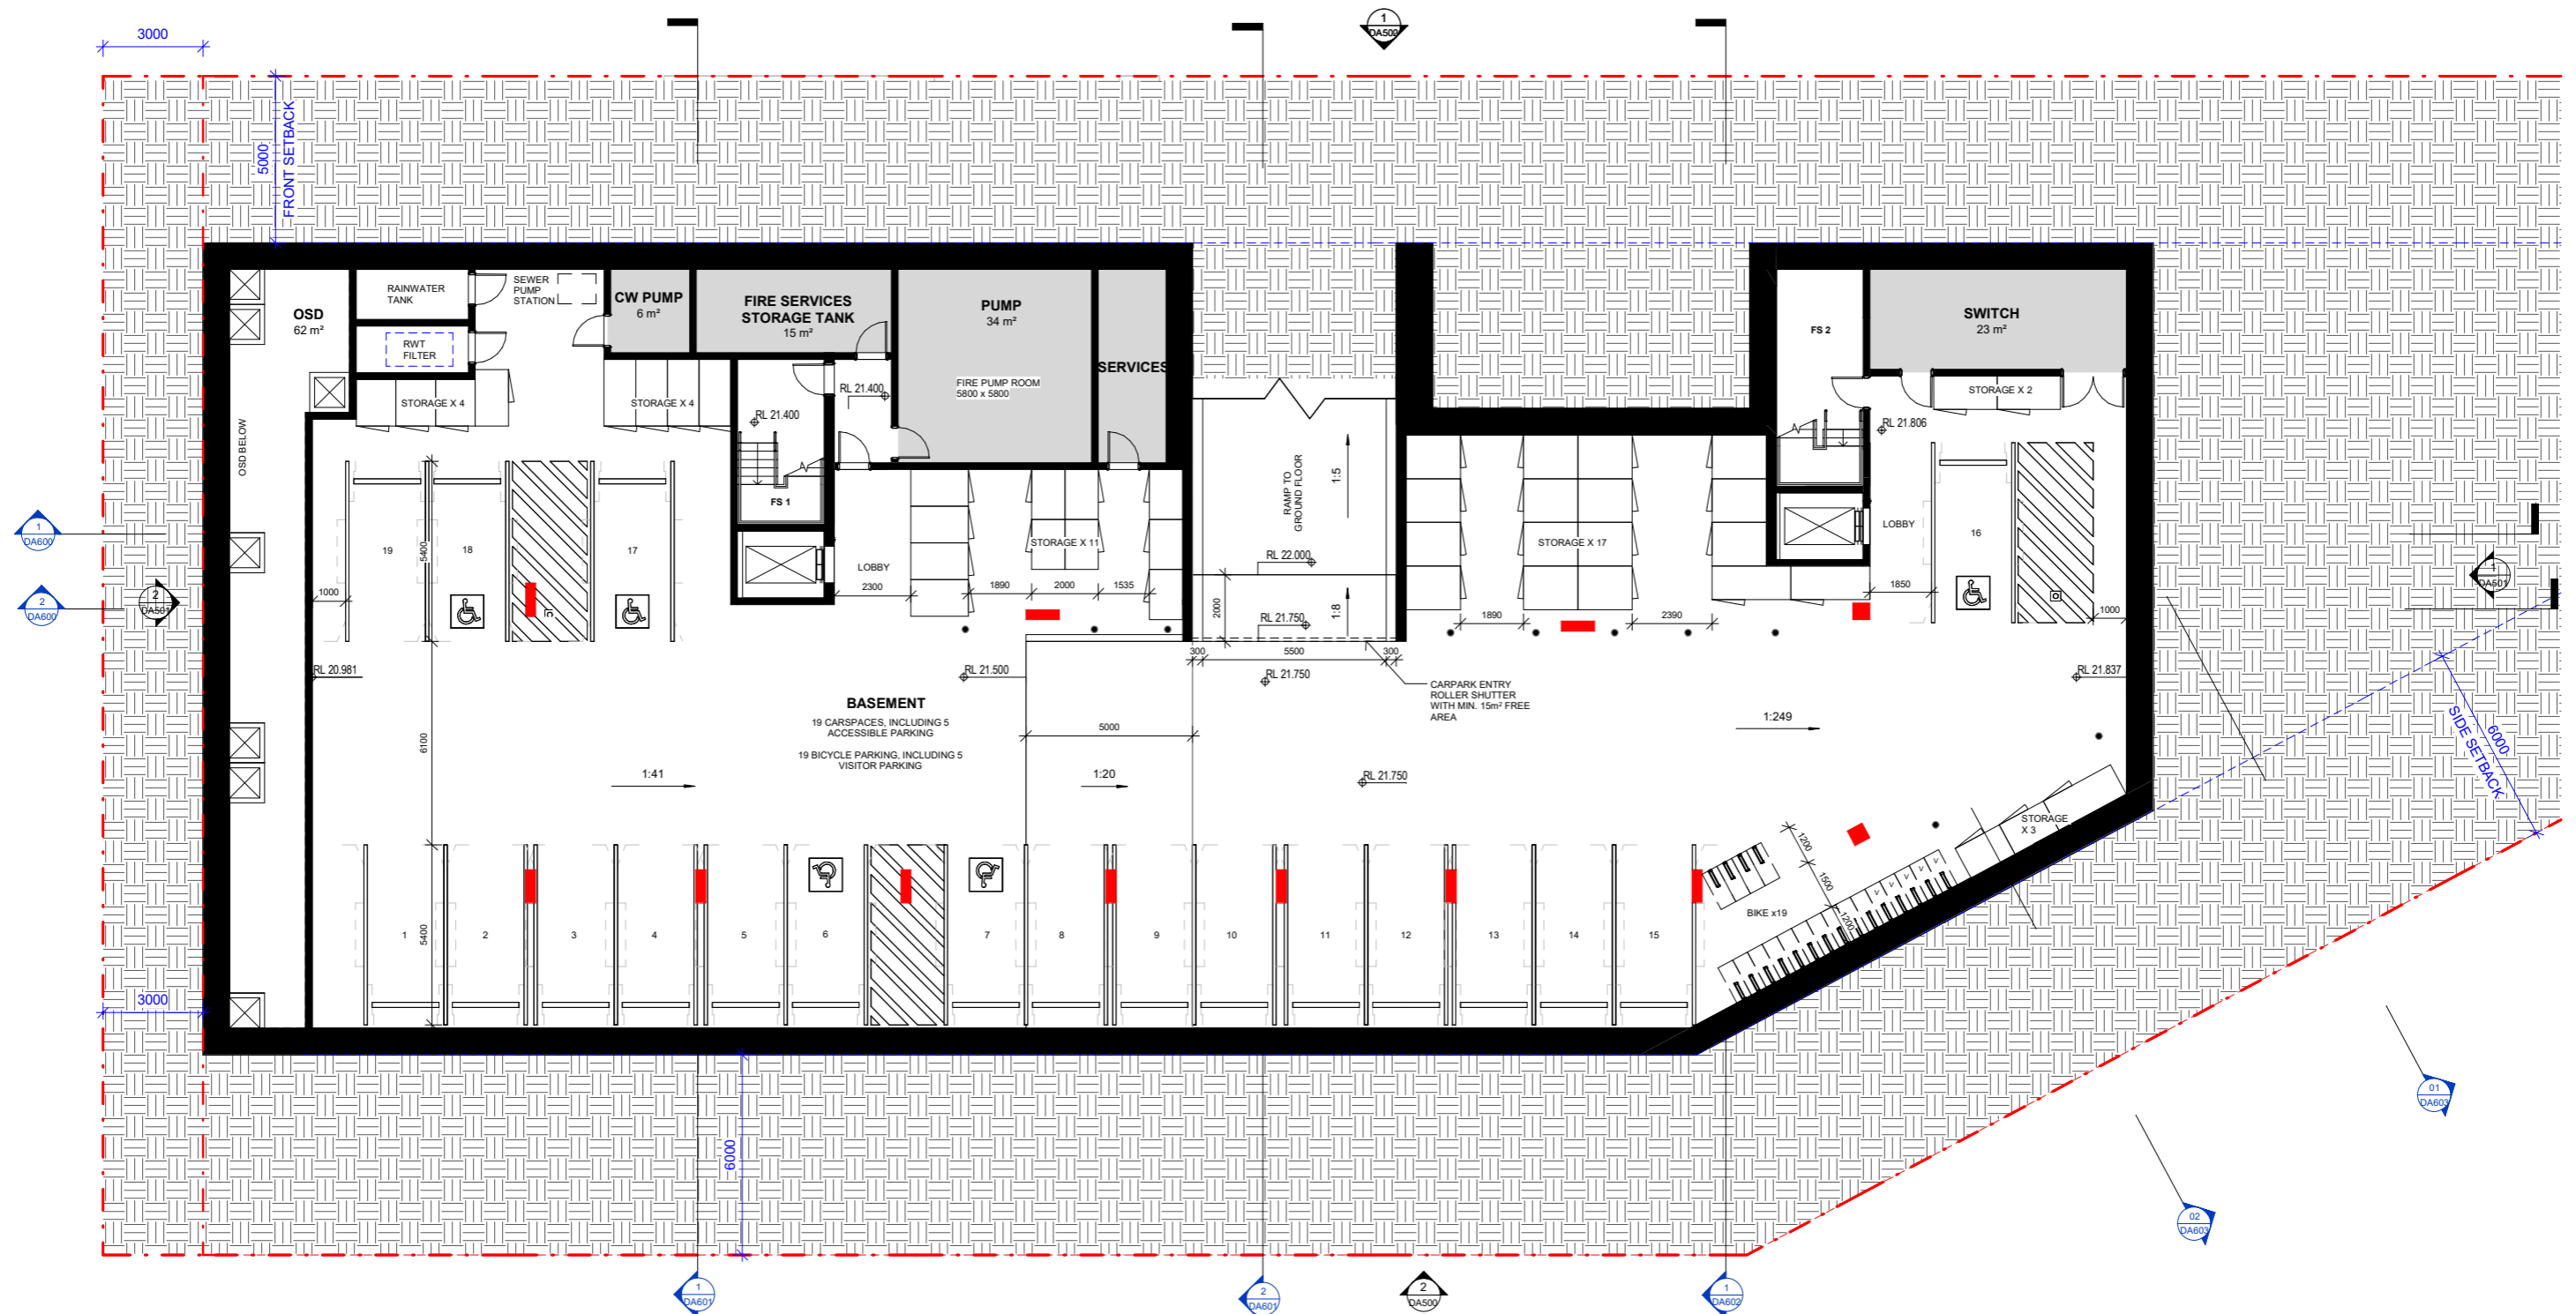 3000
1
DA500
5000
FRONT SETBACK
OSD
62 m²
RAINWATER
TANK
SEWER
PUMP
STATION
RWT
FILTER
CW PUMP
6 m²
FIRE SERVICES
STORAGE TANK
15 m²
PUMP
34 m²
FIRE PUMP ROOM
5800 x 5800
SERVICES
FS 2
SWITCH
23 m²
STORAGE X 4
STORAGE X 4
RL 21.400
RL 21.400
STORAGE X 2
RL 21.806
OSD BELOW
FS 1
RAMP TO
GROUND FLOOR
1:5
1
DA600
2
DA600
2
DA501
19
18
17
5400
1000
LOBBY
2300
STORAGE X 11
1890
2000
1535
RL 22.000
2000
RL 21.750
1:8
STORAGE X 17
1890
2390
LOBBY
1850
16
1000
1
DA501
RL 20.981
RL 21.500
300
5500
300
RL 21.750
CARPARK ENTRY
ROLLER SHUTTER
WITH MIN. 15m² FREE
AREA
RL 21.837
BASEMENT
19 CARSPACES, INCLUDING 5
ACCESSIBLE PARKING
19 BICYCLE PARKING, INCLUDING 5
VISITOR PARKING
6100
5000
1:249
1:41
1:20
RL 21.750
6000
SIDE SETBACK
STORAGE
X 3
1200
1500
1200
V V V V V
BIKE x19
5400
1
2
3
4
5
6
7
8
9
10
11
12
13
14
15
3000
6000
01
DA603
02
DA603
1
DA601
2
DA601
2
DA500
1
DA602